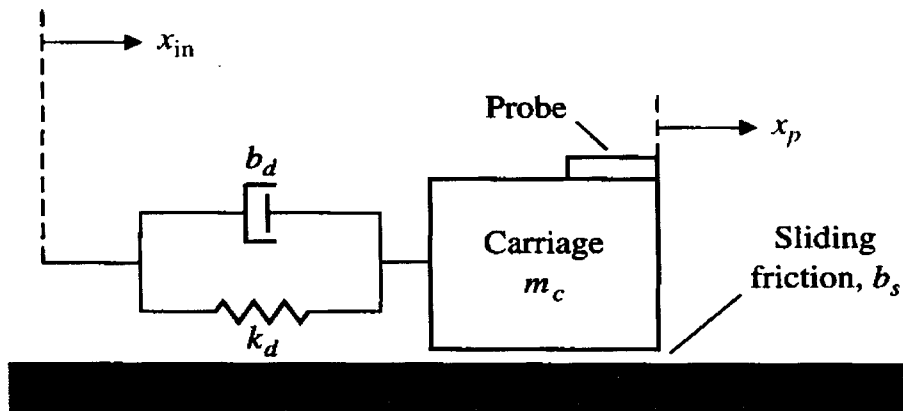 x_in
Probe
x_p
b_d
Carriage
m_c
Sliding
friction, b_s
k_d